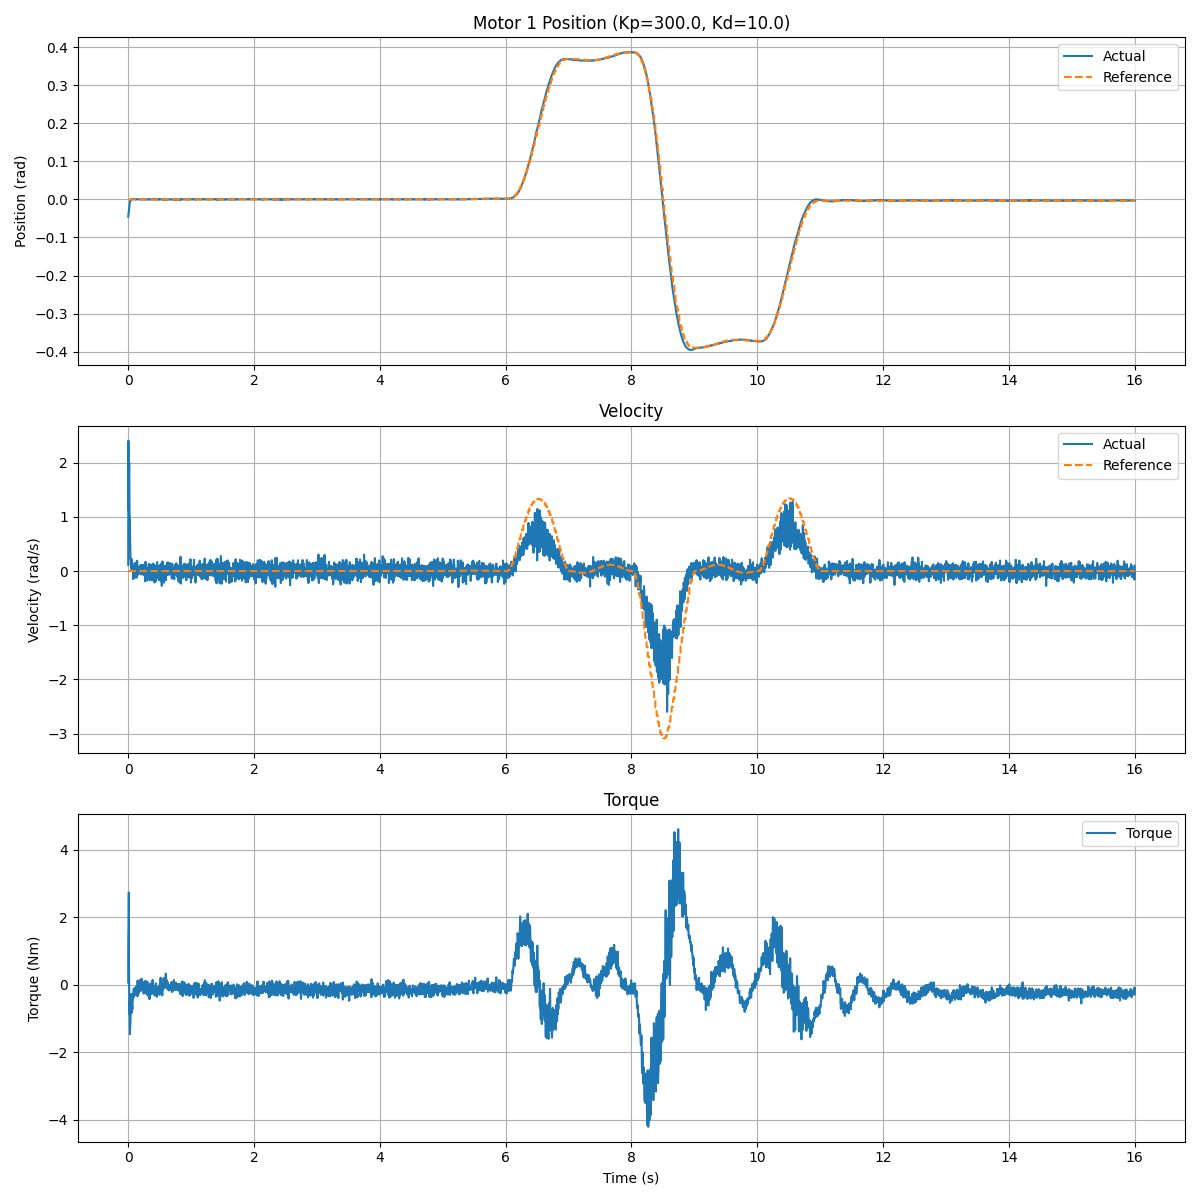 Motor 1 Position (Kp=300.0, Kd=10.0)
Position (rad)
0.4
0.3
0.2
0.1
0.0
−0.1
−0.2
−0.3
−0.4
Actual
Reference
0 2 4 6 8 10 12 14 16
Velocity
Velocity (rad/s)
2
1
0
−1
−2
−3
Actual
Reference
0 2 4 6 8 10 12 14 16
Torque
Torque (Nm)
4
2
0
−2
−4
Torque
0 2 4 6 8 10 12 14 16
Time (s)